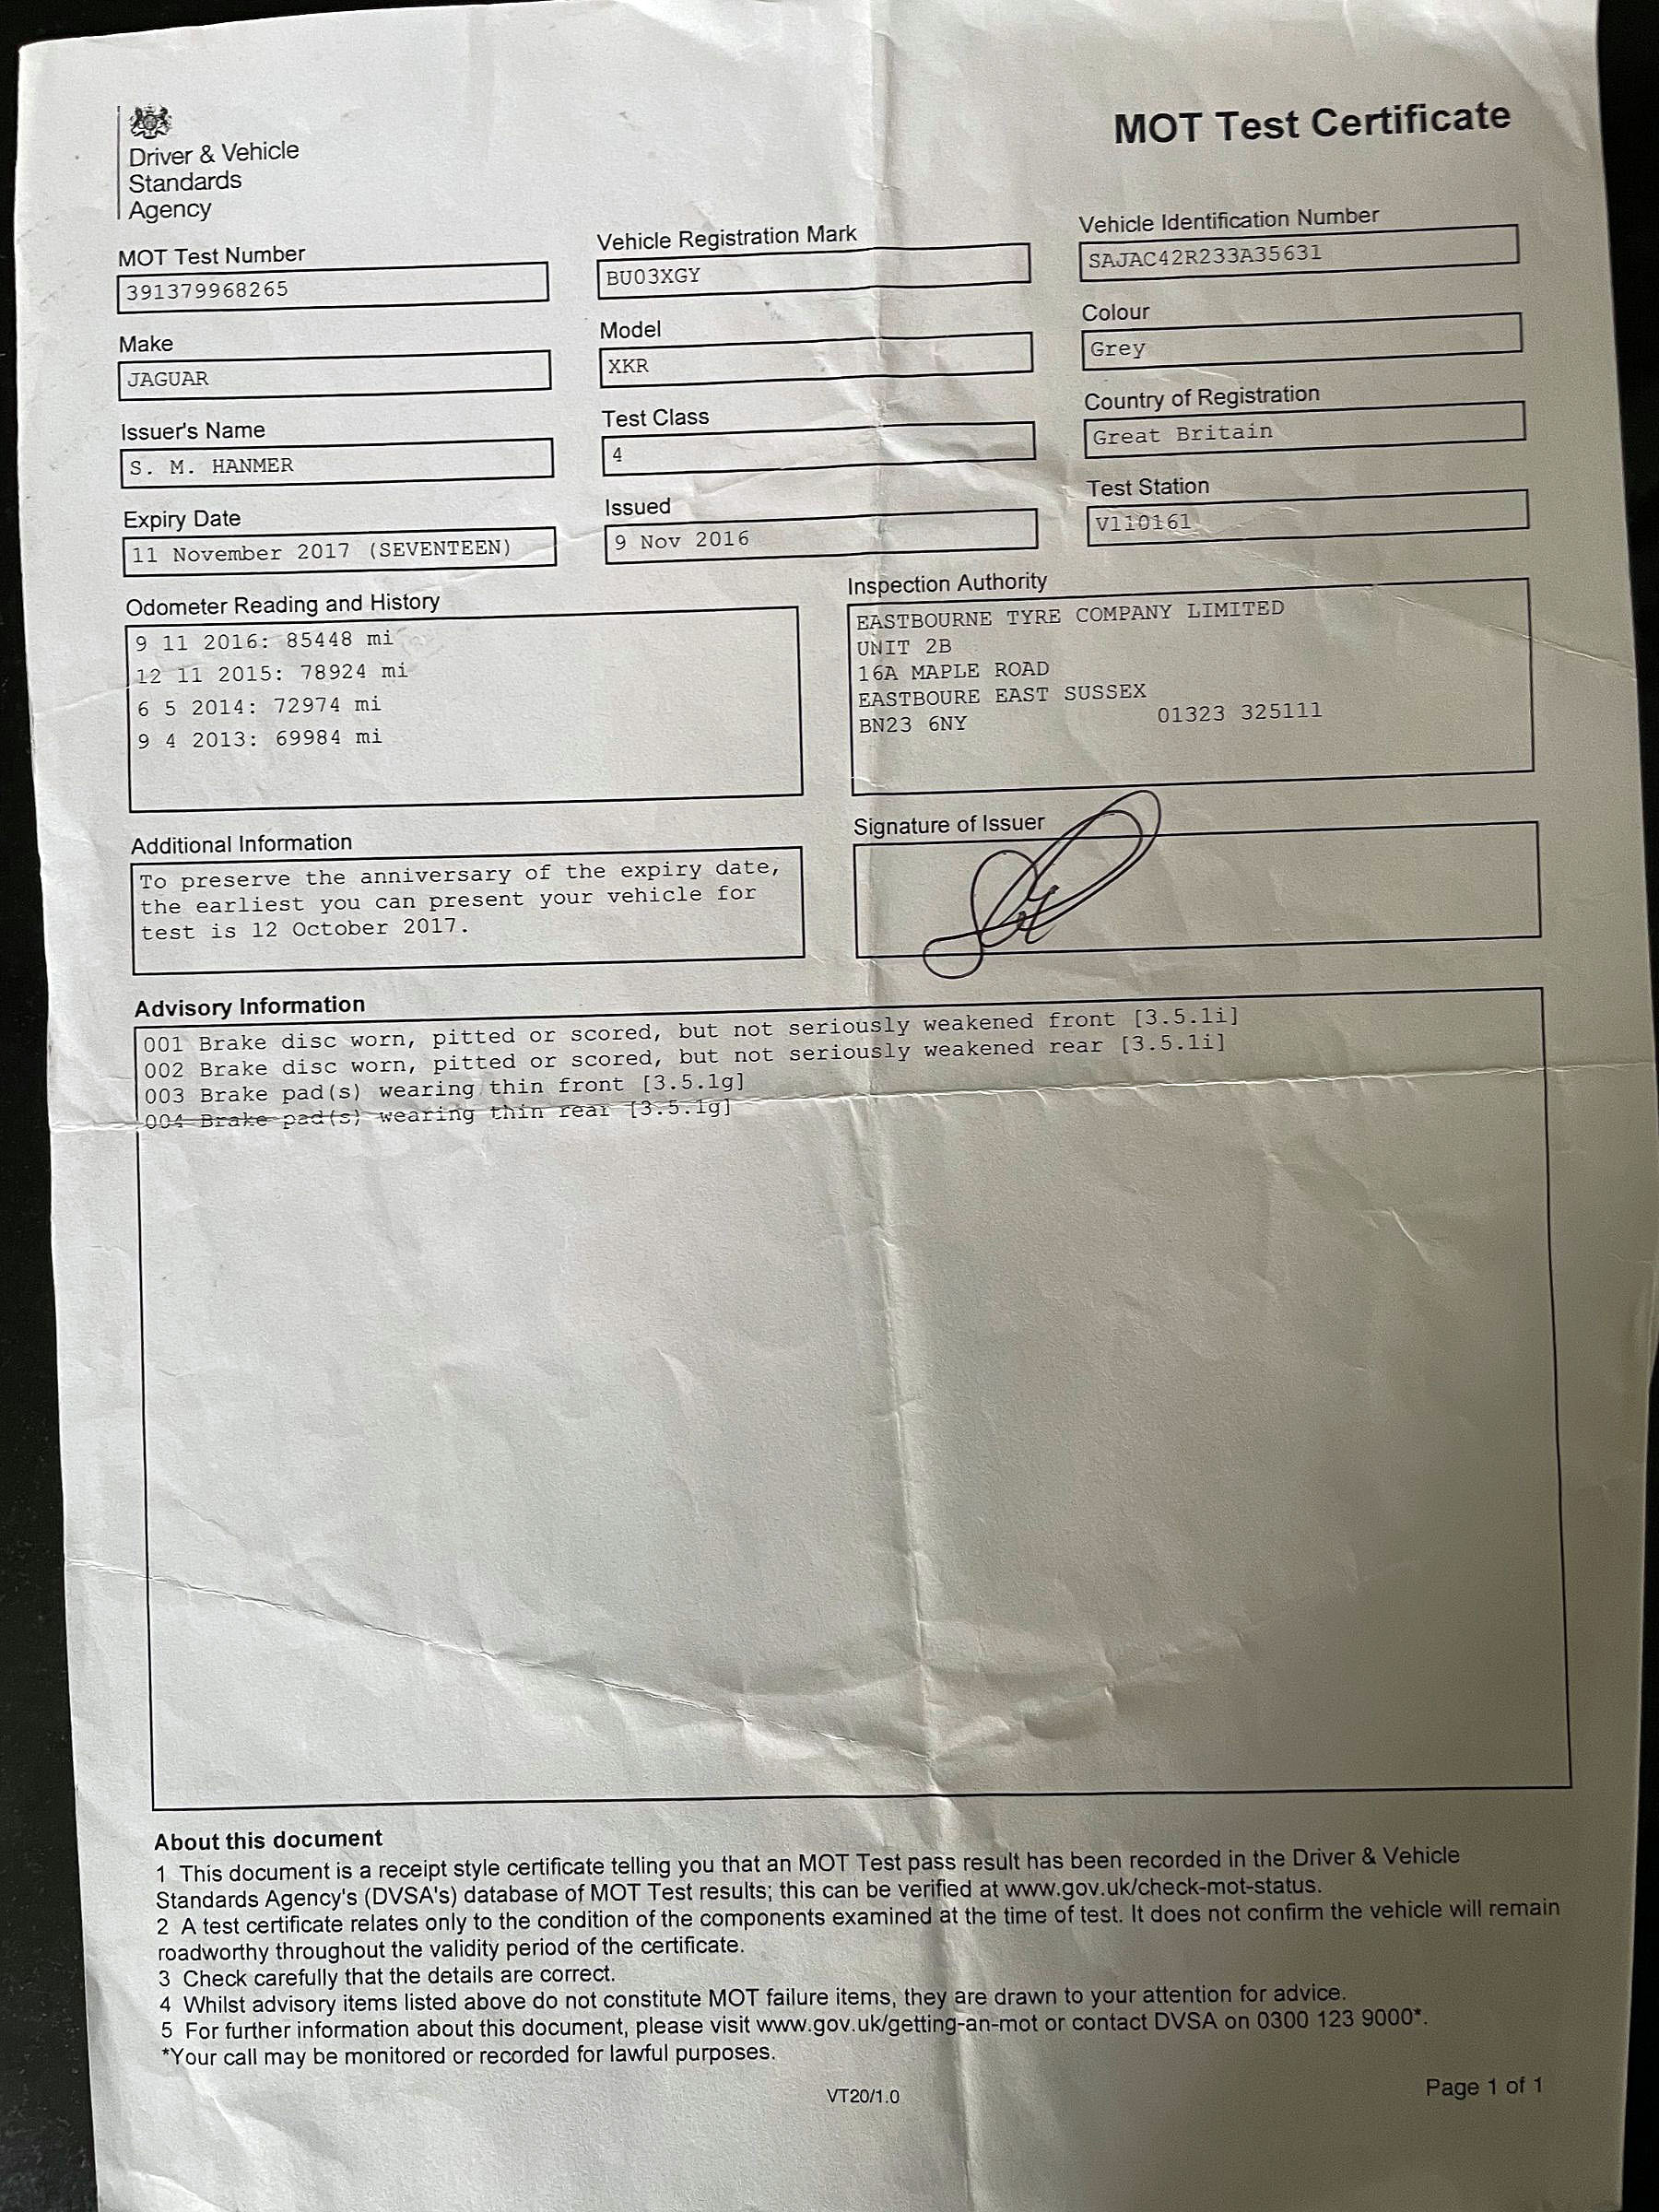 Driver & Vehicle
Standards
Agency
MOT Test Certificate
MOT Test Number
391379968265
Vehicle Registration Mark
BU03XGY
Vehicle Identification Number
SAJAC42R233A35631
Make
JAGUAR
Model
XKR
Colour
Grey
Issuer's Name
S. M. HANMER
Test Class
4
Country of Registration
Great Britain
Expiry Date
11 November 2017 (SEVENTEEN)
Issued
9 Nov 2016
Test Station
V110161
Odometer Reading and History
9 11 2016: 85448 mi
12 11 2015: 78924 mi
6 5 2014: 72974 mi
9 4 2013: 69984 mi
Inspection Authority
EASTBOURNE TYRE COMPANY LIMITED
UNIT 2B
16A MAPLE ROAD
EASTBOURE EAST SUSSEX
BN23 6NY 01323 325111
Additional Information
To preserve the anniversary of the expiry date,
the earliest you can present your vehicle for
test is 12 October 2017.
Signature of Issuer
Advisory Information
001 Brake disc worn, pitted or scored, but not seriously weakened front [3.5.1i]
002 Brake disc worn, pitted or scored, but not seriously weakened rear [3.5.1i]
003 Brake pad(s) wearing thin front [3.5.1g]
004 Brake pad(s) wearing thin rear [3.5.1g]
About this document
1 This document is a receipt style certificate telling you that an MOT Test pass result has been recorded in the Driver & Vehicle
Standards Agency's (DVSA's) database of MOT Test results; this can be verified at www.gov.uk/check-mot-status.
2 A test certificate relates only to the condition of the components examined at the time of test. It does not confirm the vehicle will remain
roadworthy throughout the validity period of the certificate.
3 Check carefully that the details are correct.
4 Whilst advisory items listed above do not constitute MOT failure items, they are drawn to your attention for advice.
5 For further information about this document, please visit www.gov.uk/getting-an-mot or contact DVSA on 0300 123 9000*.
*Your call may be monitored or recorded for lawful purposes.
VT20/1.0
Page 1 of 1